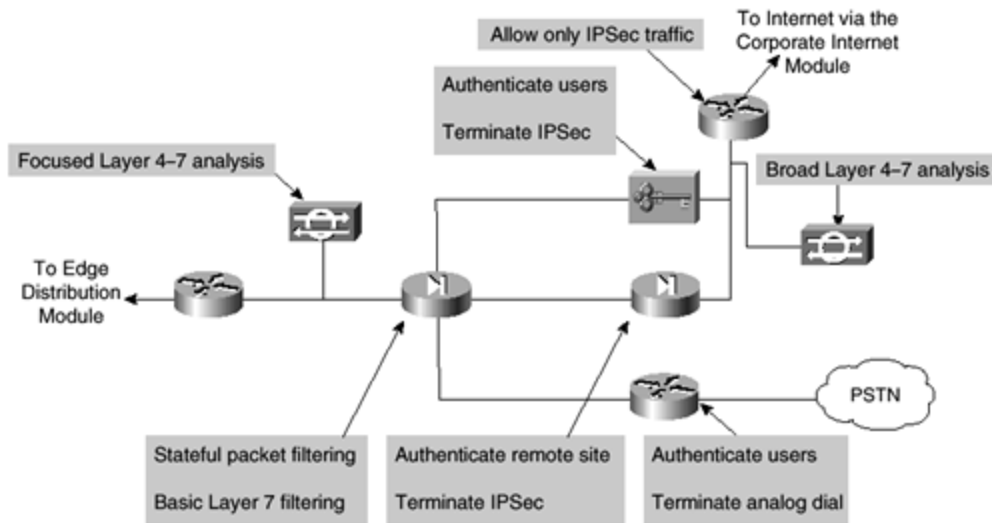 Allow only IPSec traffic
To Internet via the
Corporate Internet
Module
Authenticate users
Terminate IPSec
Focused Layer 4–7 analysis
Broad Layer 4–7 analysis
To Edge
Distribution
Module
PSTN
Stateful packet filtering
Basic Layer 7 filtering
Authenticate remote site
Terminate IPSec
Authenticate users
Terminate analog dial